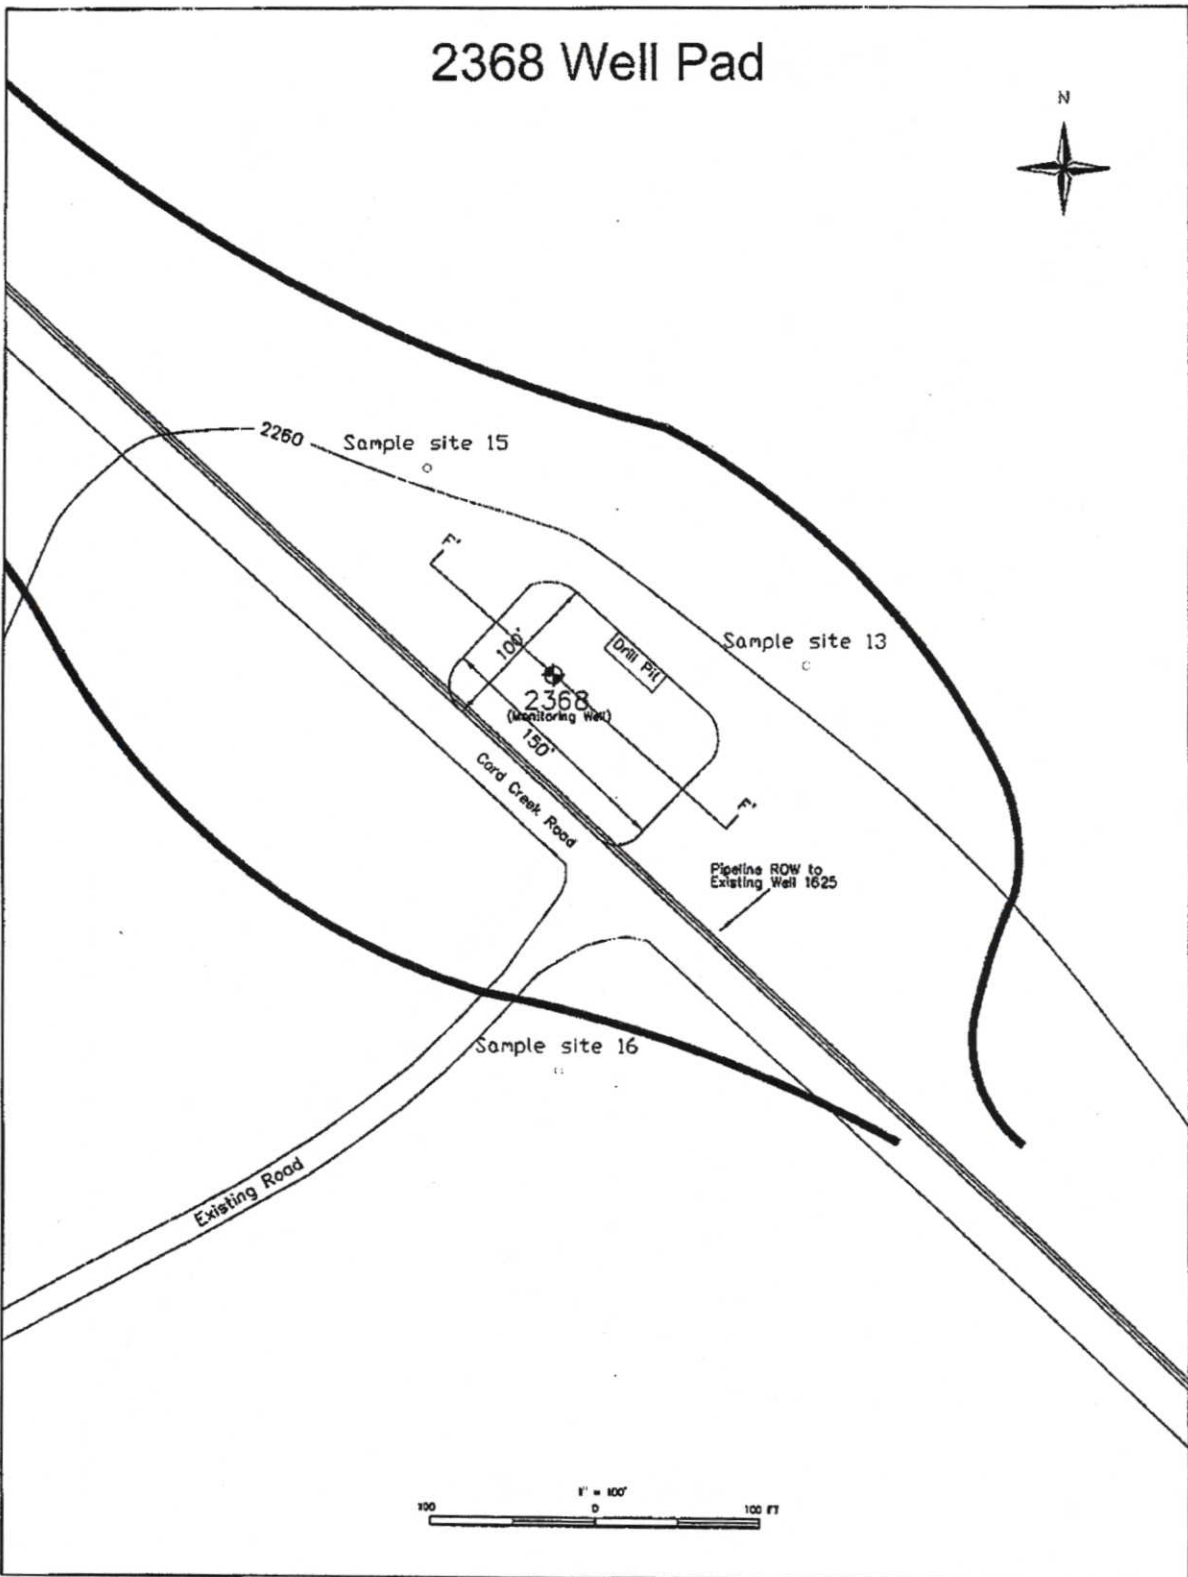 2368 Well Pad
N
2260
Sample site 15
F'
100'
Drill Pit
Sample site 13
2368
(Monitoring Well)
150'
Cord Creek Road
F'
Pipeline ROW to
Existing Well 1625
Sample site 16
Existing Road
1" = 100'
100
0
100 FT